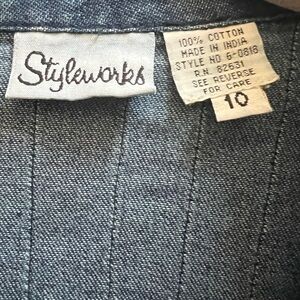 Styleworks
100% COTTON
MADE IN INDIA
STYLE NO 6-0818
R.N. 82631
SEE REVERSE
FOR CARE
10